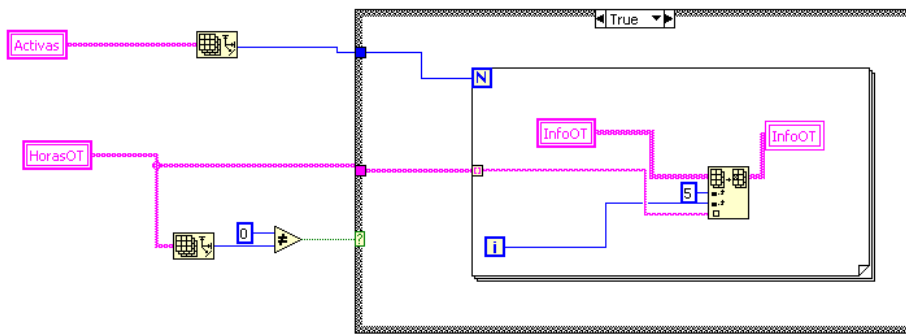 True
Activas
N
InfoOT
InfoOT
HorasOT
5
0
?
i